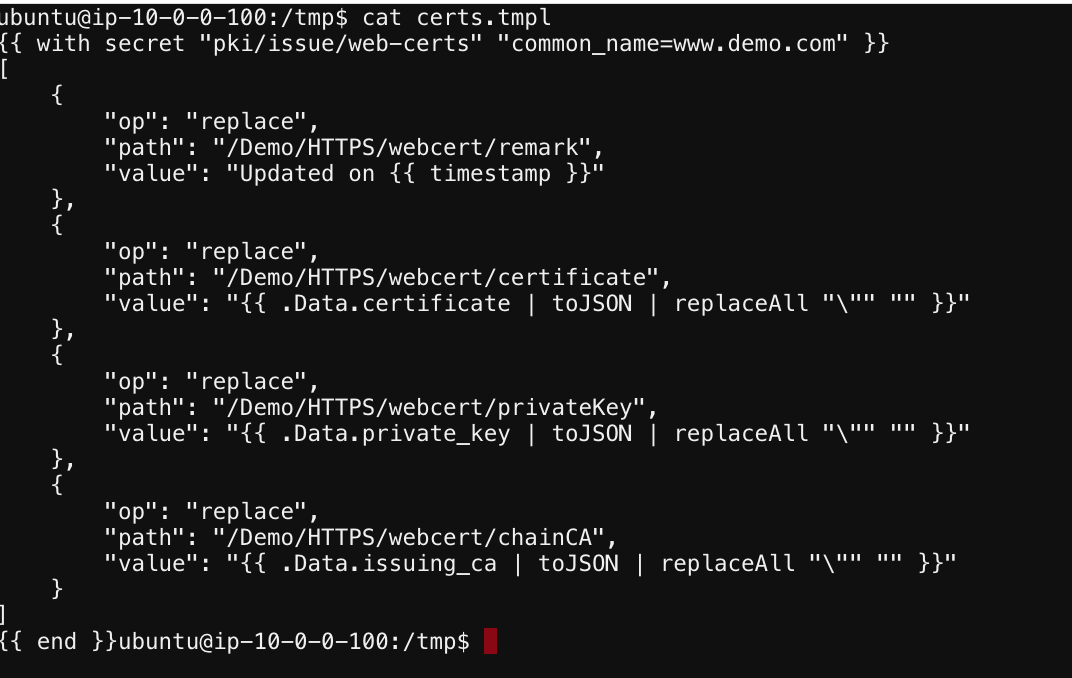 ubuntu@ip-10-0-0-100:/tmp$ cat certs.tmpl
{{ with secret "pki/issue/web-certs" "common_name=www.demo.com" }}
[
    {
        "op": "replace",
        "path": "/Demo/HTTPS/webcert/remark",
        "value": "Updated on {{ timestamp }}"
    },
    {
        "op": "replace",
        "path": "/Demo/HTTPS/webcert/certificate",
        "value": "{{ .Data.certificate | toJSON | replaceAll "\"" "" }}"
    },
    {
        "op": "replace",
        "path": "/Demo/HTTPS/webcert/privateKey",
        "value": "{{ .Data.private_key | toJSON | replaceAll "\"" "" }}"
    },
    {
        "op": "replace",
        "path": "/Demo/HTTPS/webcert/chainCA",
        "value": "{{ .Data.issuing_ca | toJSON | replaceAll "\"" "" }}"
    }
]
{{ end }}ubuntu@ip-10-0-0-100:/tmp$